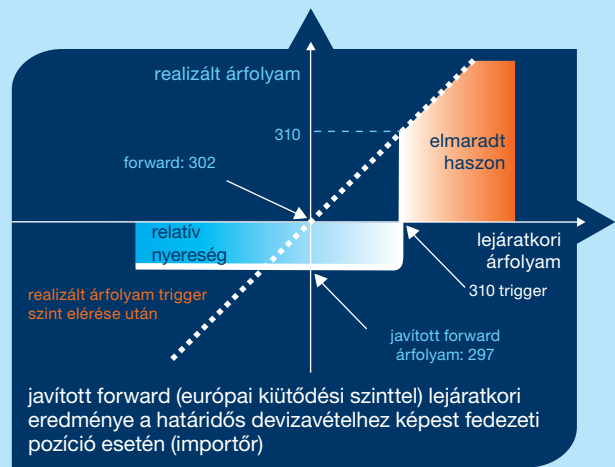 realizált árfolyam
310
forward: 302
elmaradt
haszon
relatív
nyereség
lejáratkori
árfolyam
310 trigger
realizált árfolyam trigger
szint elérése után
javított forward
árfolyam: 297
javított forward (európai kiütődési szinttel) lejáratkori
eredménye a határidős devizavételhez képest fedezeti
pozíció esetén (importőr)